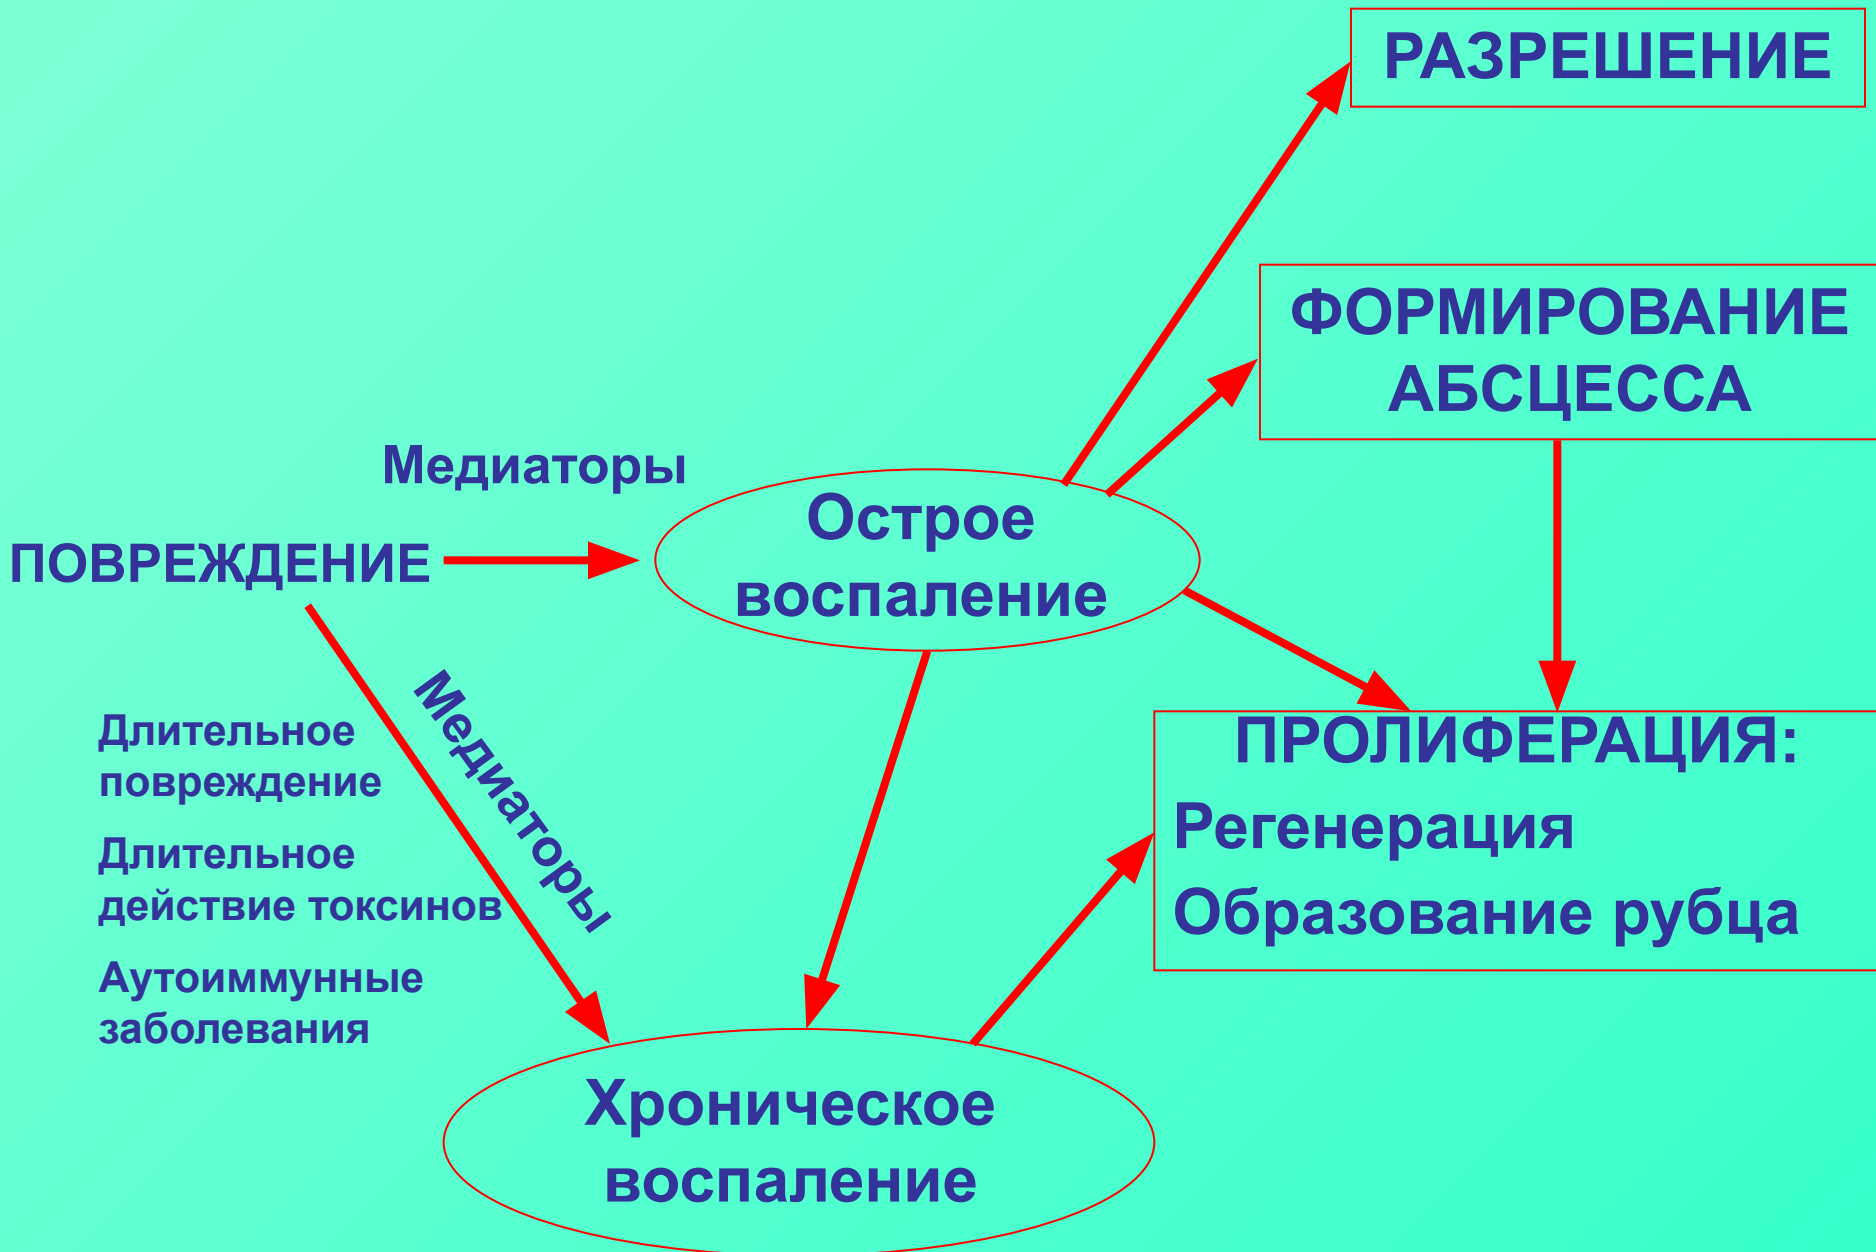 РАЗРЕШЕНИЕ
ФОРМИРОВАНИЕ
АБСЦЕССА
Медиаторы
Острое
воспаление
ПОВРЕЖДЕНИЕ
Медиаторы
Длительное
повреждение
Длительное
действие токсинов
Аутоиммунные
заболевания
ПРОЛИФЕРАЦИЯ:
Регенерация
Образование рубца
Хроническое
воспаление